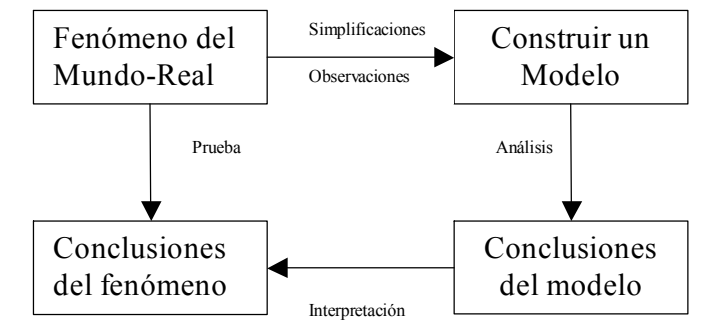 Fenómeno del
Mundo-Real
Simplificaciones
Observaciones
Construir un
Modelo
Prueba
Análisis
Conclusiones
del fenómeno
Interpretación
Conclusiones
del modelo